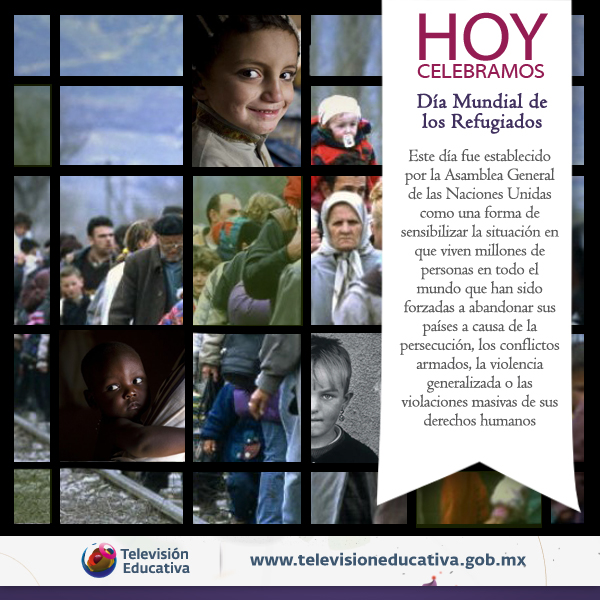 HOY
CELEBRAMOS
Día Mundial de
los Refugiados
Este día fue establecido
por la Asamblea General
de las Naciones Unidas
como una forma de
sensibilizar la situación en
que viven millones de
personas en todo el
mundo que han sido
forzadas a abandonar sus
países a causa de la
persecución, los conflictos
armados, la violencia
generalizada o las
violaciones masivas de sus
derechos humanos
Televisión
Educativa
www.televisioneducativa.gob.mx